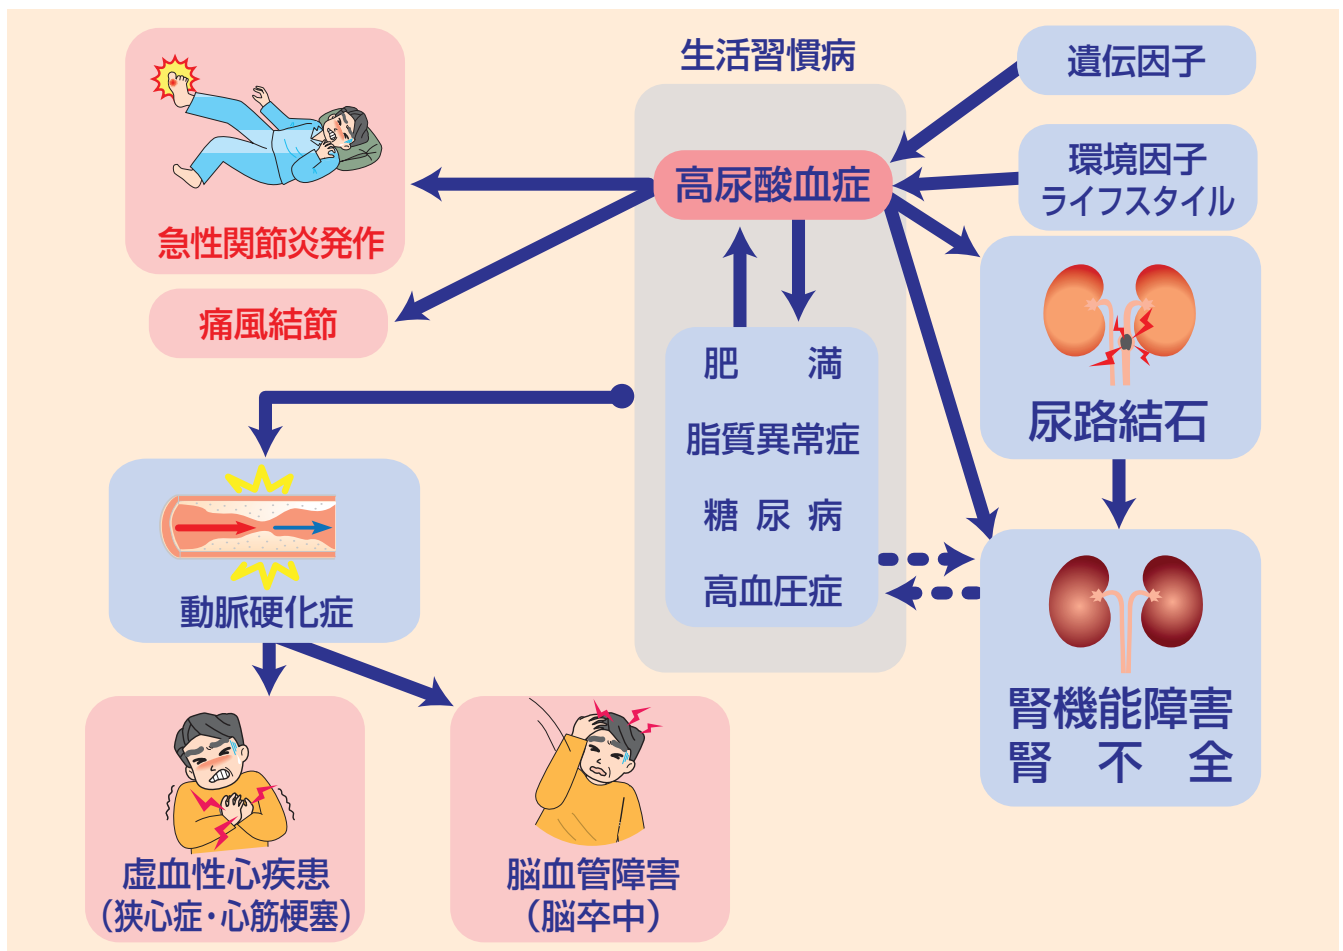 生活習慣病
遺伝因子
環境因子
ライフスタイル
高尿酸血症
急性関節炎発作
痛風結節
肥 満
脂質異常症
糖 尿 病
高血圧症
尿路結石
動脈硬化症
腎機能障害
腎 不 全
虚血性心疾患
（狭心症・心筋梗塞）
脳血管障害
（脳卒中）